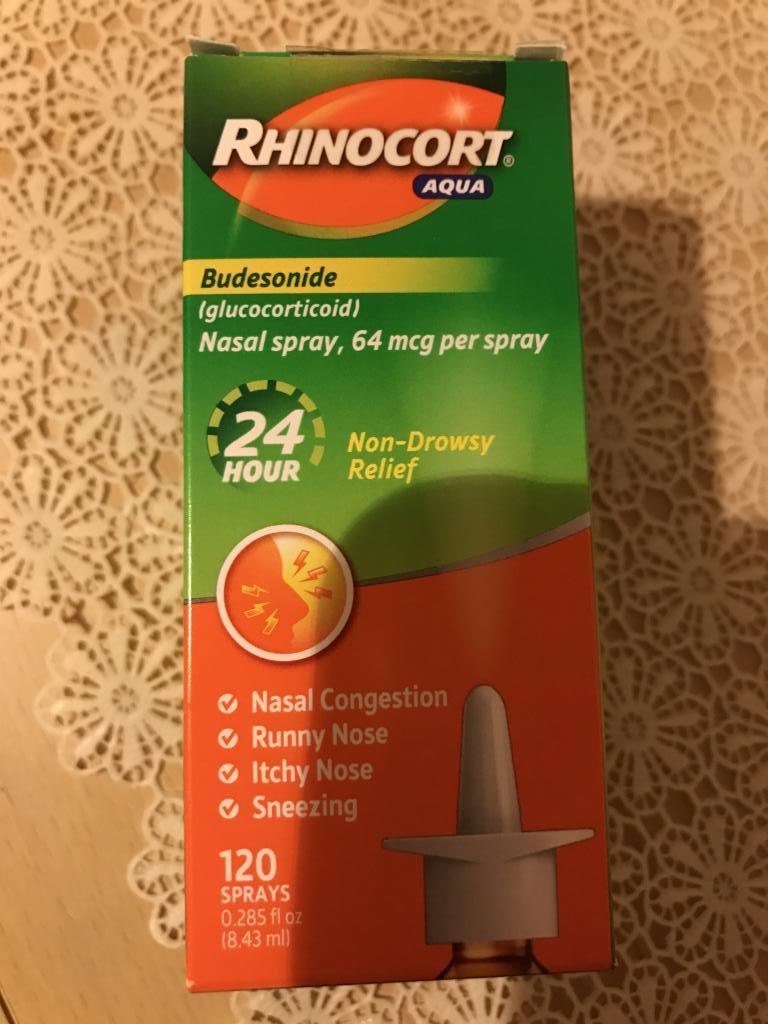 RHINOCORT®
AQUA
Budesonide
(glucocorticoid)
Nasal spray, 64 mcg per spray
24
HOUR
Non-Drowsy
Relief
Nasal Congestion
Runny Nose
Itchy Nose
Sneezing
120
SPRAYS
0.285 fl oz
(8.43 ml)